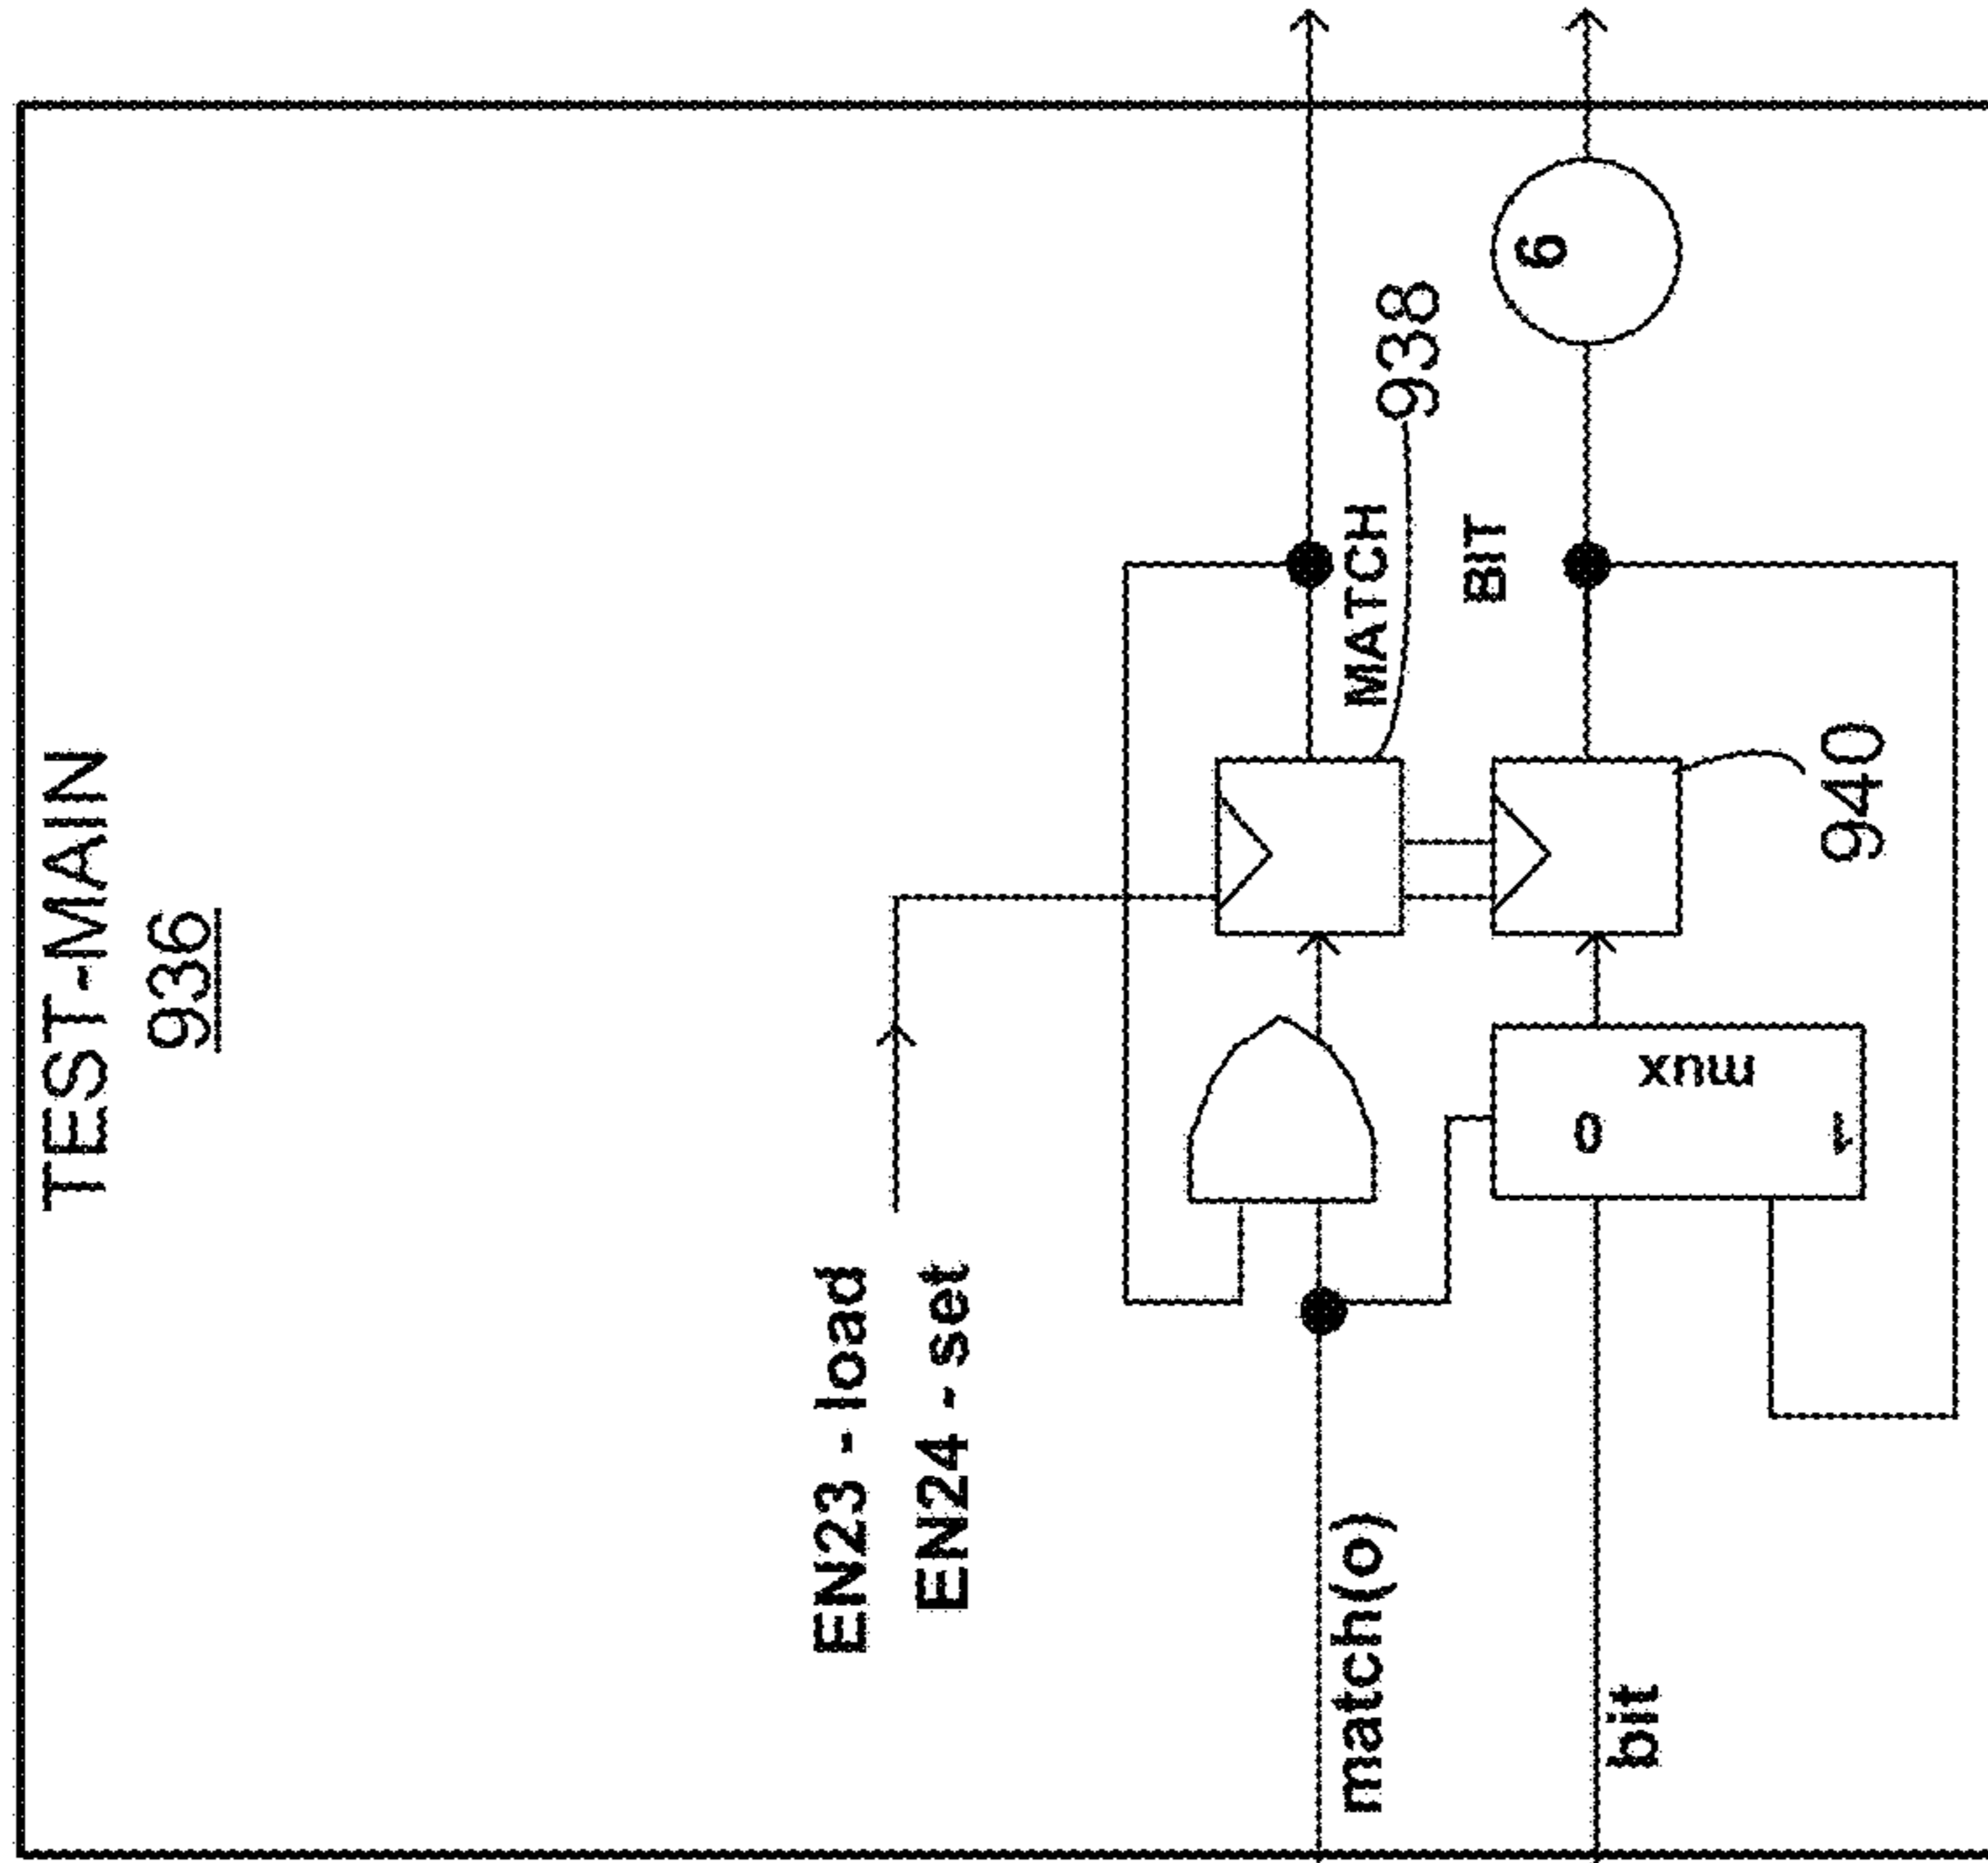 TEST-MAIN
936
EN23 - load
EN24 - set
match(o)
MATCH
938
BIT
6
mux
0
1
940
bit